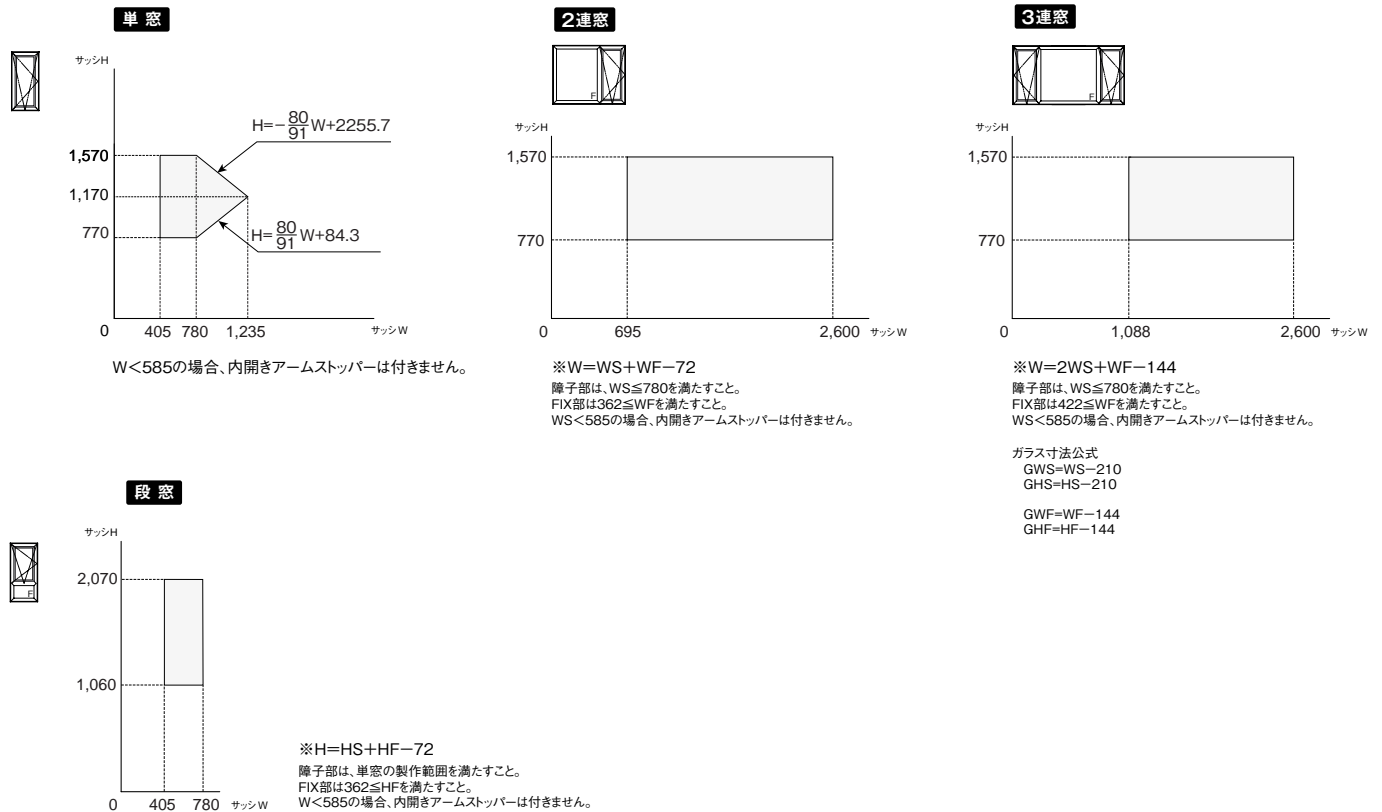 単 窓
サッシH
H=−80/91W+2255.7
1,570
1,170
770
H=80/91W+84.3
0 405 780 1,235 サッシW
W<585の場合、内開きアームストッパーは付きません。
2連窓
F
サッシH
1,570
770
0 695 2,600 サッシW
※W=WS+WF−72
障子部は、WS≦780を満たすこと。
FIX部は362≦WFを満たすこと。
WS<585の場合、内開きアームストッパーは付きません。
3連窓
F
サッシH
1,570
770
0 1,088 2,600 サッシW
※W=2WS+WF−144
障子部は、WS≦780を満たすこと。
FIX部は422≦WFを満たすこと。
WS<585の場合、内開きアームストッパーは付きません。
ガラス寸法公式
GWS=WS−210
GHS=HS−210
GWF=WF−144
GHF=HF−144
段 窓
サッシH
F
2,070
1,060
0 405 780 サッシW
※H=HS+HF−72
障子部は、単窓の製作範囲を満たすこと。
FIX部は362≦HFを満たすこと。
W<585の場合、内開きアームストッパーは付きません。